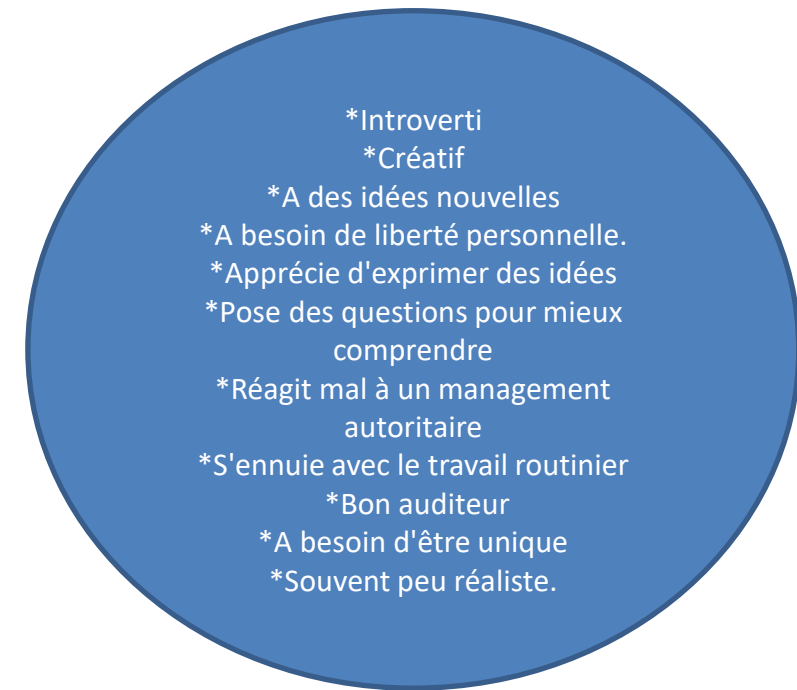 *Introverti
*Créatif
*A des idées nouvelles
*A besoin de liberté personnelle.
*Apprécie d'exprimer des idées
*Pose des questions pour mieux
comprendre
*Réagit mal à un management
autoritaire
*S'ennuie avec le travail routinier
*Bon auditeur
*A besoin d'être unique
*Souvent peu réaliste.